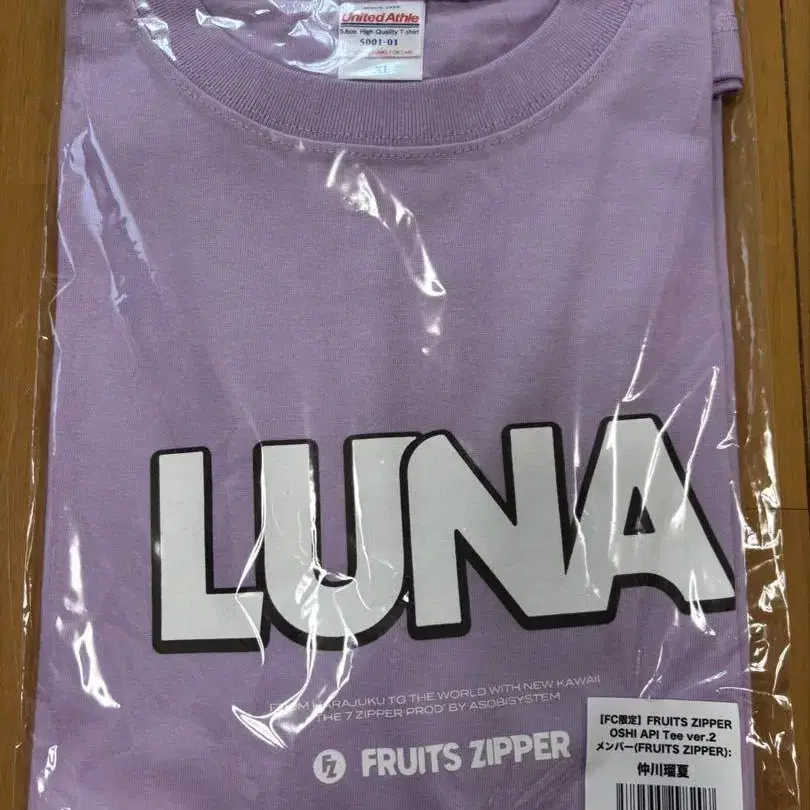 United Athle
5.6oz High Quality T-shirt
5001-01
XL
LUNA
FROM HARAJUKU TO THE WORLD WITH NEW KAWAII
THE 7 ZIPPER PROD' BY ASOBISYSTEM
FZ FRUITS ZIPPER
【FC限定】FRUITS ZIPPER
OSHI API Tee ver.2
メンバー(FRUITS ZIPPER):
仲川瑠夏